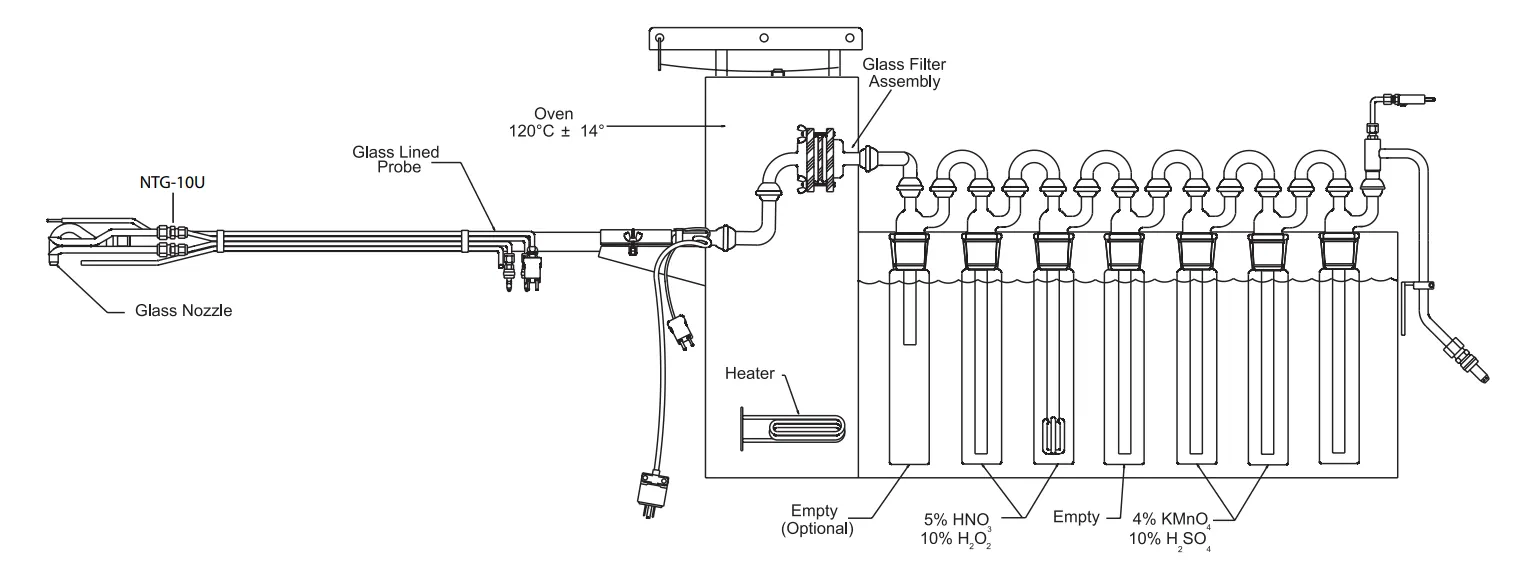 Glass Filter
Assembly
Oven
120°C ± 14°
Glass Lined
Probe
NTG-10U
Glass Nozzle
Heater
Empty
(Optional)
5% HNO₃
10% H₂O₂
Empty
4% KMnO₄
10% H₂SO₄